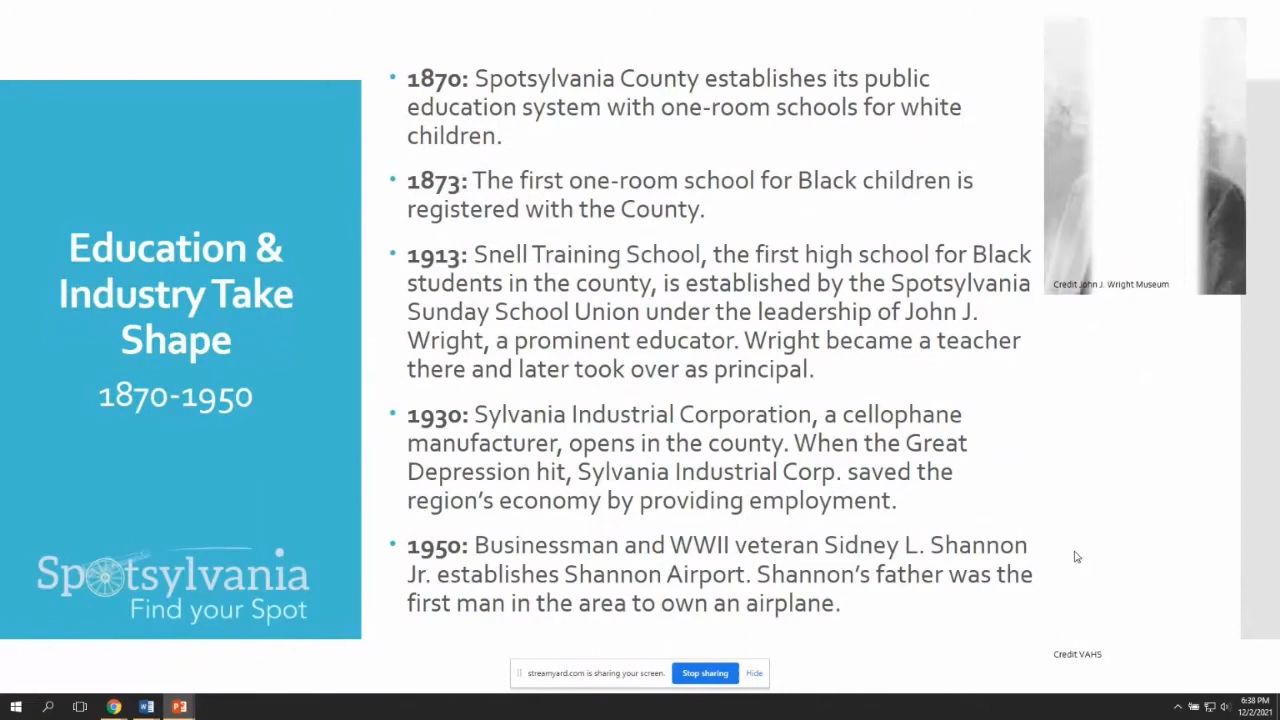 Education &
Industry Take
Shape
1870-1950
Spotsylvania
Find your Spot
• 1870: Spotsylvania County establishes its public
education system with one-room schools for white
children.
• 1873: The first one-room school for Black children is
registered with the County.
• 1913: Snell Training School, the first high school for Black
students in the county, is established by the Spotsylvania
Sunday School Union under the leadership of John J.
Wright, a prominent educator. Wright became a teacher
there and later took over as principal.
• 1930: Sylvania Industrial Corporation, a cellophane
manufacturer, opens in the county. When the Great
Depression hit, Sylvania Industrial Corp. saved the
region's economy by providing employment.
• 1950: Businessman and WWII veteran Sidney L. Shannon
Jr. establishes Shannon Airport. Shannon's father was the
first man in the area to own an airplane.
Credit John J. Wright Museum
Credit VAHS
streamyard.com is sharing your screen.
Stop sharing
Hide
6:38 PM
12/2/2021